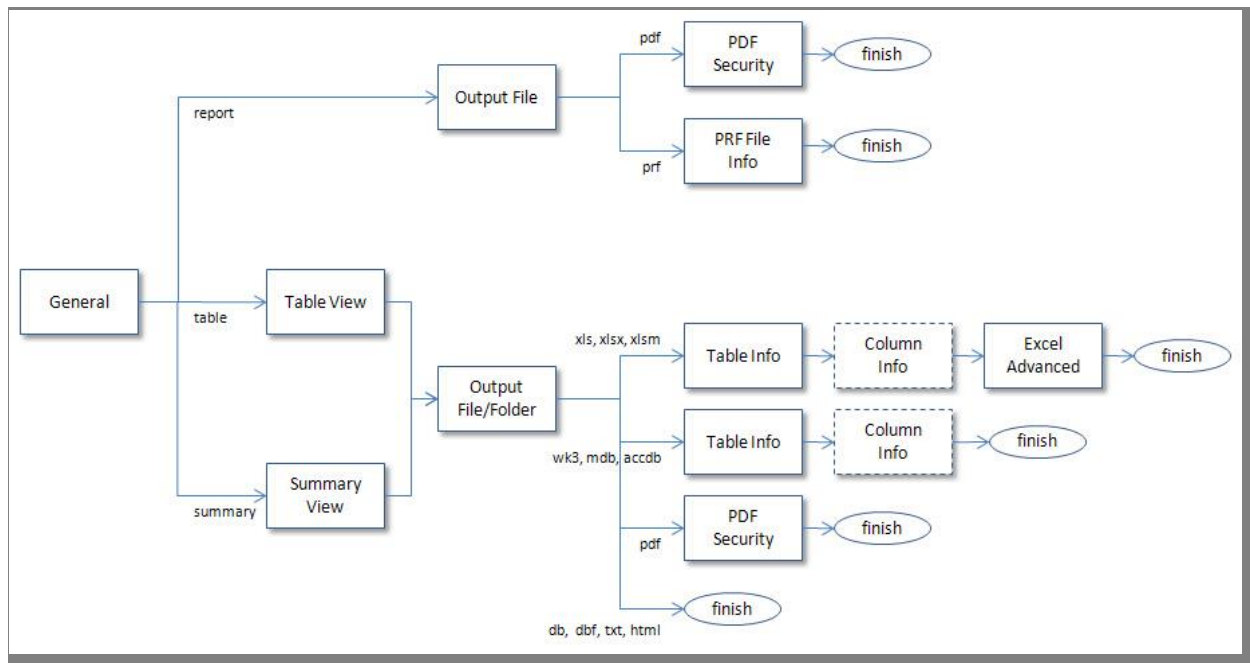 pdf
PDF
Security
finish
Output File
report
PRF File
Info
finish
prf
General
Table View
table
xls, xlsx, xlsm
Table Info
Column
Info
Excel
Advanced
finish
Output
File/Folder
Table Info
Column
Info
finish
wk3, mdb, accdb
Summary
View
summary
PDF
Security
finish
pdf
finish
db, dbf, txt, html